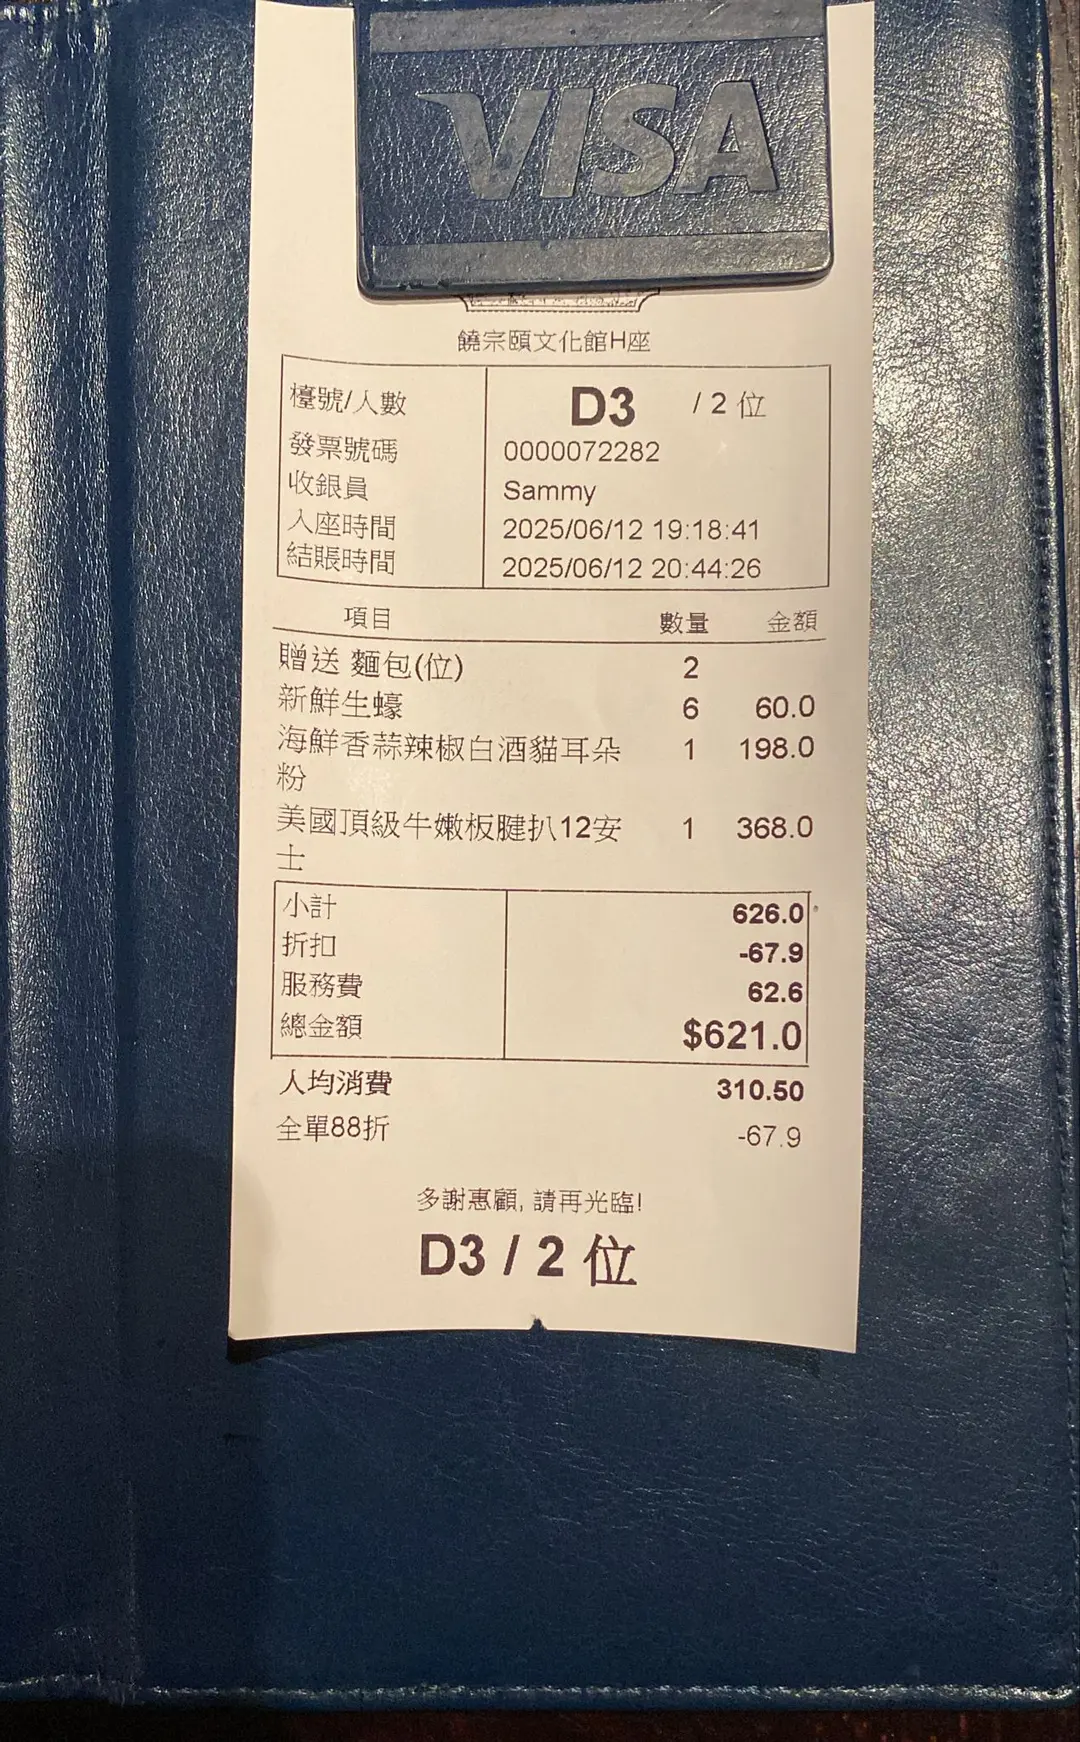 VISA
饒宗頤文化館H座
檯號/人數 D3 / 2 位
發票號碼 0000072282
收銀員 Sammy
入座時間 2025/06/12 19:18:41
結賬時間 2025/06/12 20:44:26
項目 數量 金額
贈送 麵包(位) 2
新鮮生蠔 6 60.0
海鮮香蒜辣椒白酒貓耳朵 1 198.0
粉
美國頂級牛嫩板腱扒12安 1 368.0
士
小計 626.0
折扣 -67.9
服務費 62.6
總金額 $621.0
人均消費 310.50
全單88折 -67.9
多謝惠顧, 請再光臨!
D3 / 2 位